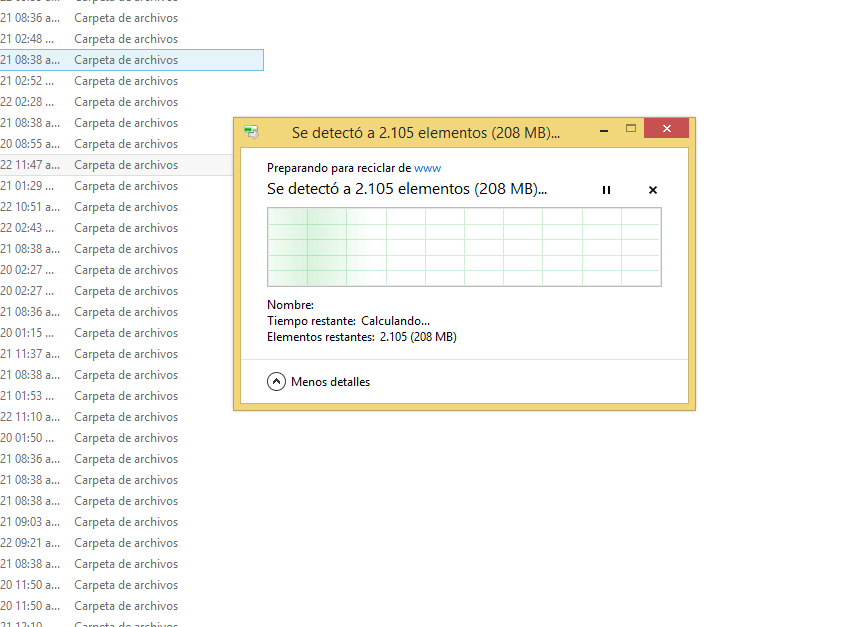 21 08:36 a... Carpeta de archivos
21 02:48 ... Carpeta de archivos
21 08:38 a... Carpeta de archivos
21 02:52 ... Carpeta de archivos
22 02:28 ... Carpeta de archivos
21 08:38 a... Carpeta de archivos
20 08:55 a... Carpeta de archivos
22 11:47 a... Carpeta de archivos
21 01:29 ... Carpeta de archivos
22 10:51 a... Carpeta de archivos
22 02:43 ... Carpeta de archivos
21 08:38 a... Carpeta de archivos
20 02:27 ... Carpeta de archivos
20 02:27 ... Carpeta de archivos
21 08:36 a... Carpeta de archivos
20 01:15 ... Carpeta de archivos
21 11:37 a... Carpeta de archivos
21 08:38 a... Carpeta de archivos
21 01:53 ... Carpeta de archivos
22 11:10 a... Carpeta de archivos
20 01:50 ... Carpeta de archivos
21 08:36 a... Carpeta de archivos
21 08:38 a... Carpeta de archivos
21 08:38 a... Carpeta de archivos
21 09:03 a... Carpeta de archivos
22 09:21 a... Carpeta de archivos
21 08:38 a... Carpeta de archivos
20 11:50 a... Carpeta de archivos
20 11:50 a... Carpeta de archivos
21 12:10 Carpeta de archivos
Se detectó a 2.105 elementos (208 MB)...
Preparando para reciclar de www
Se detectó a 2.105 elementos (208 MB)...
Nombre:
Tiempo restante: Calculando...
Elementos restantes: 2.105 (208 MB)
Menos detalles